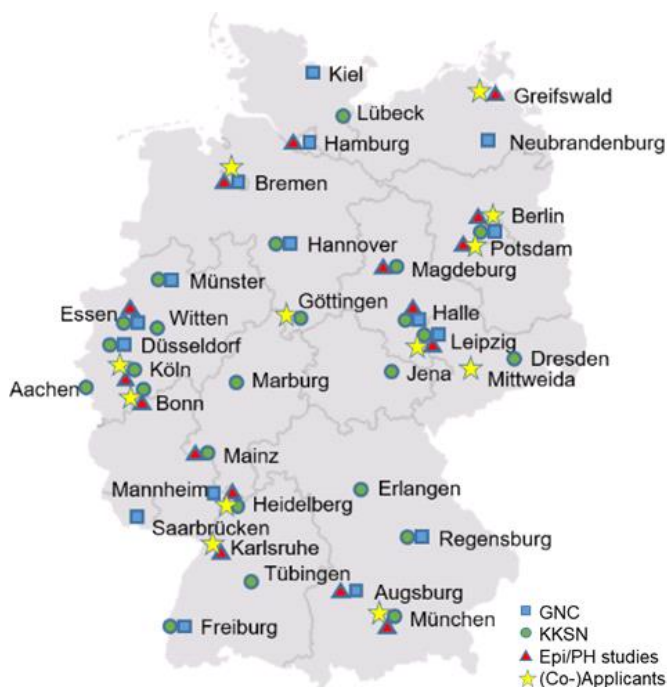 Kiel
Greifswald
Lübeck
Hamburg
Neubrandenburg
Bremen
Berlin
Hannover
Potsdam
Magdeburg
Münster
Göttingen
Essen
Witten
Halle
Düsseldorf
Leipzig
Köln
Dresden
Aachen
Marburg
Jena
Mittweida
Bonn
Mainz
Mannheim
Erlangen
Heidelberg
Saarbrücken
Regensburg
Karlsruhe
Tübingen
Augsburg
München
Freiburg
GNC
KKSN
Epi/PH studies
(Co-)Applicants